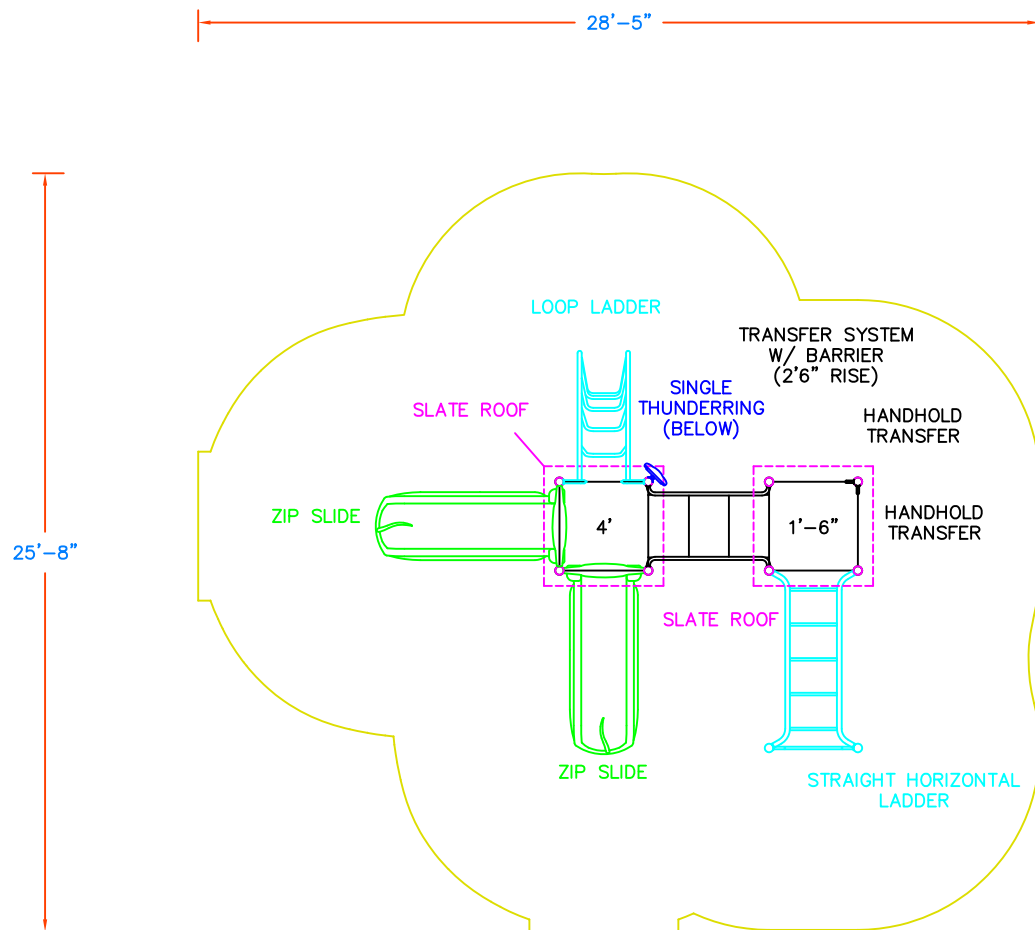 28'-5"
LOOP LADDER
TRANSFER SYSTEM
W/ BARRIER
(2'6" RISE)
SINGLE
THUNDERRING
(BELOW)
SLATE ROOF
HANDHOLD
TRANSFER
ZIP SLIDE
4'
1'-6"
HANDHOLD
TRANSFER
25'-8"
SLATE ROOF
ZIP SLIDE
STRAIGHT HORIZONTAL
LADDER